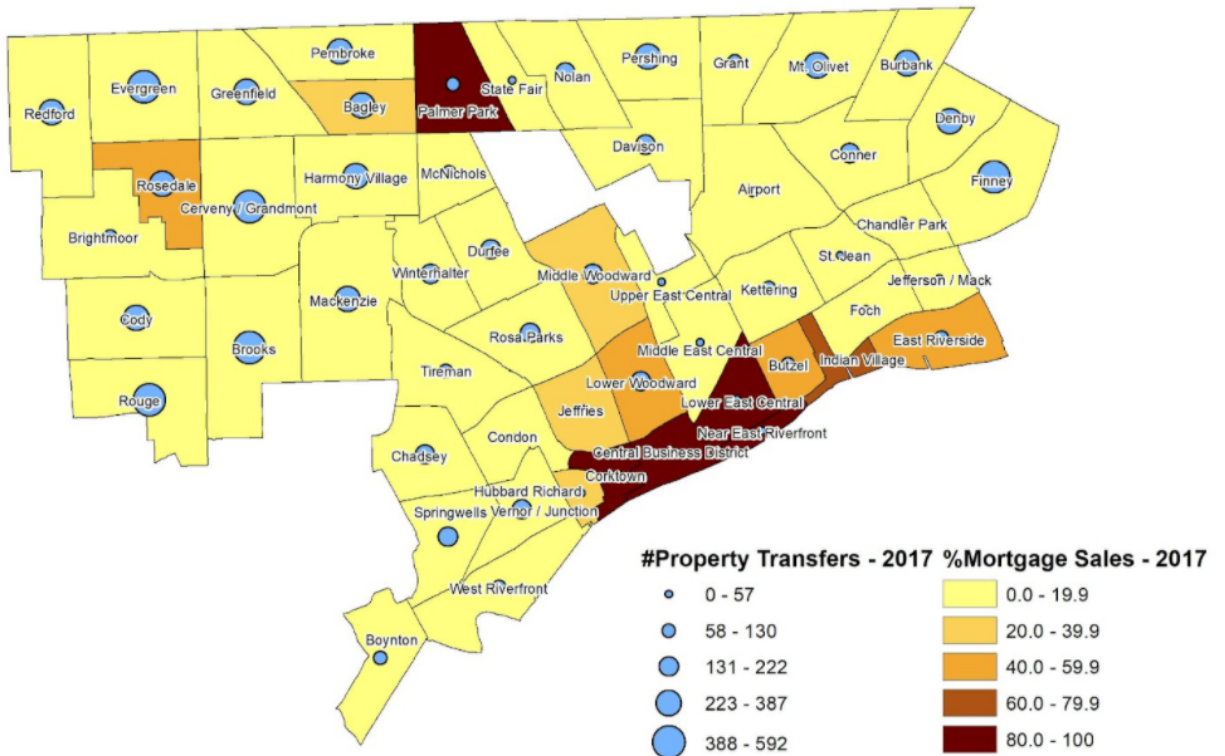 Pembroke
Pershing
Grant
Mt. Olivet
Burbank
Evergreen
Greenfield
Nolan
State Fair
Redford
Bagley
Palmer Park
Denby
Davison
Conner
McNichols
Harmony Village
Rosedale
Finney
Airport
Cerveny / Grandmont
Chandler Park
Brightmoor
Durfee
St. Jean
Winterhalter
Middle Woodward
Jefferson / Mack
Kettering
Upper East Central
Mackenzie
Foch
Cody
Rosa Parks
East Riverside
Brooks
Middle East Central
Indian Village
Butzel
Tireman
Lower Woodward
Rouge
Lower East Central
Jeffries
Near East Riverfront
Condon
Central Business District
Chadsey
Corktown
Hubbard Richard
Springwells
Vernor / Junction
West Riverfront
Boynton
#Property Transfers - 2017
0 - 57
58 - 130
131 - 222
223 - 387
388 - 592
%Mortgage Sales - 2017
0.0 - 19.9
20.0 - 39.9
40.0 - 59.9
60.0 - 79.9
80.0 - 100